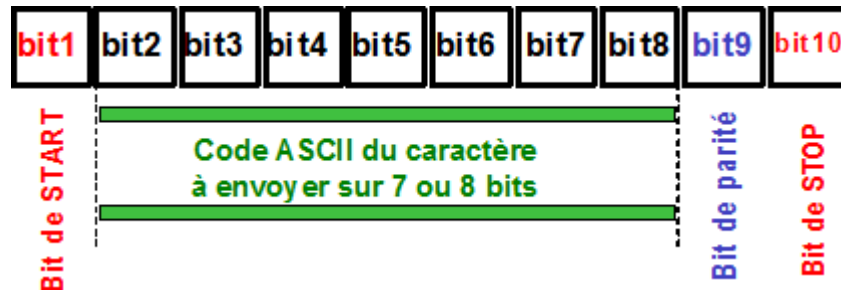 bit1 bit2 bit3 bit4 bit5 bit6 bit7 bit8 bit9 bit10
Bit de START
Code ASCII du caractère
à envoyer sur 7 ou 8 bits
Bit de parité
Bit de STOP